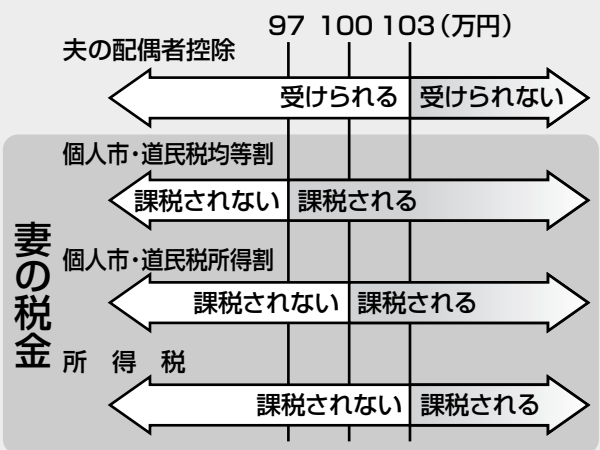 97 100 103(万円)
夫の配偶者控除
受けられる 受けられない
妻の税金
個人市・道民税均等割
課税されない 課税される
個人市・道民税所得割
課税されない 課税される
所得税
課税されない 課税される